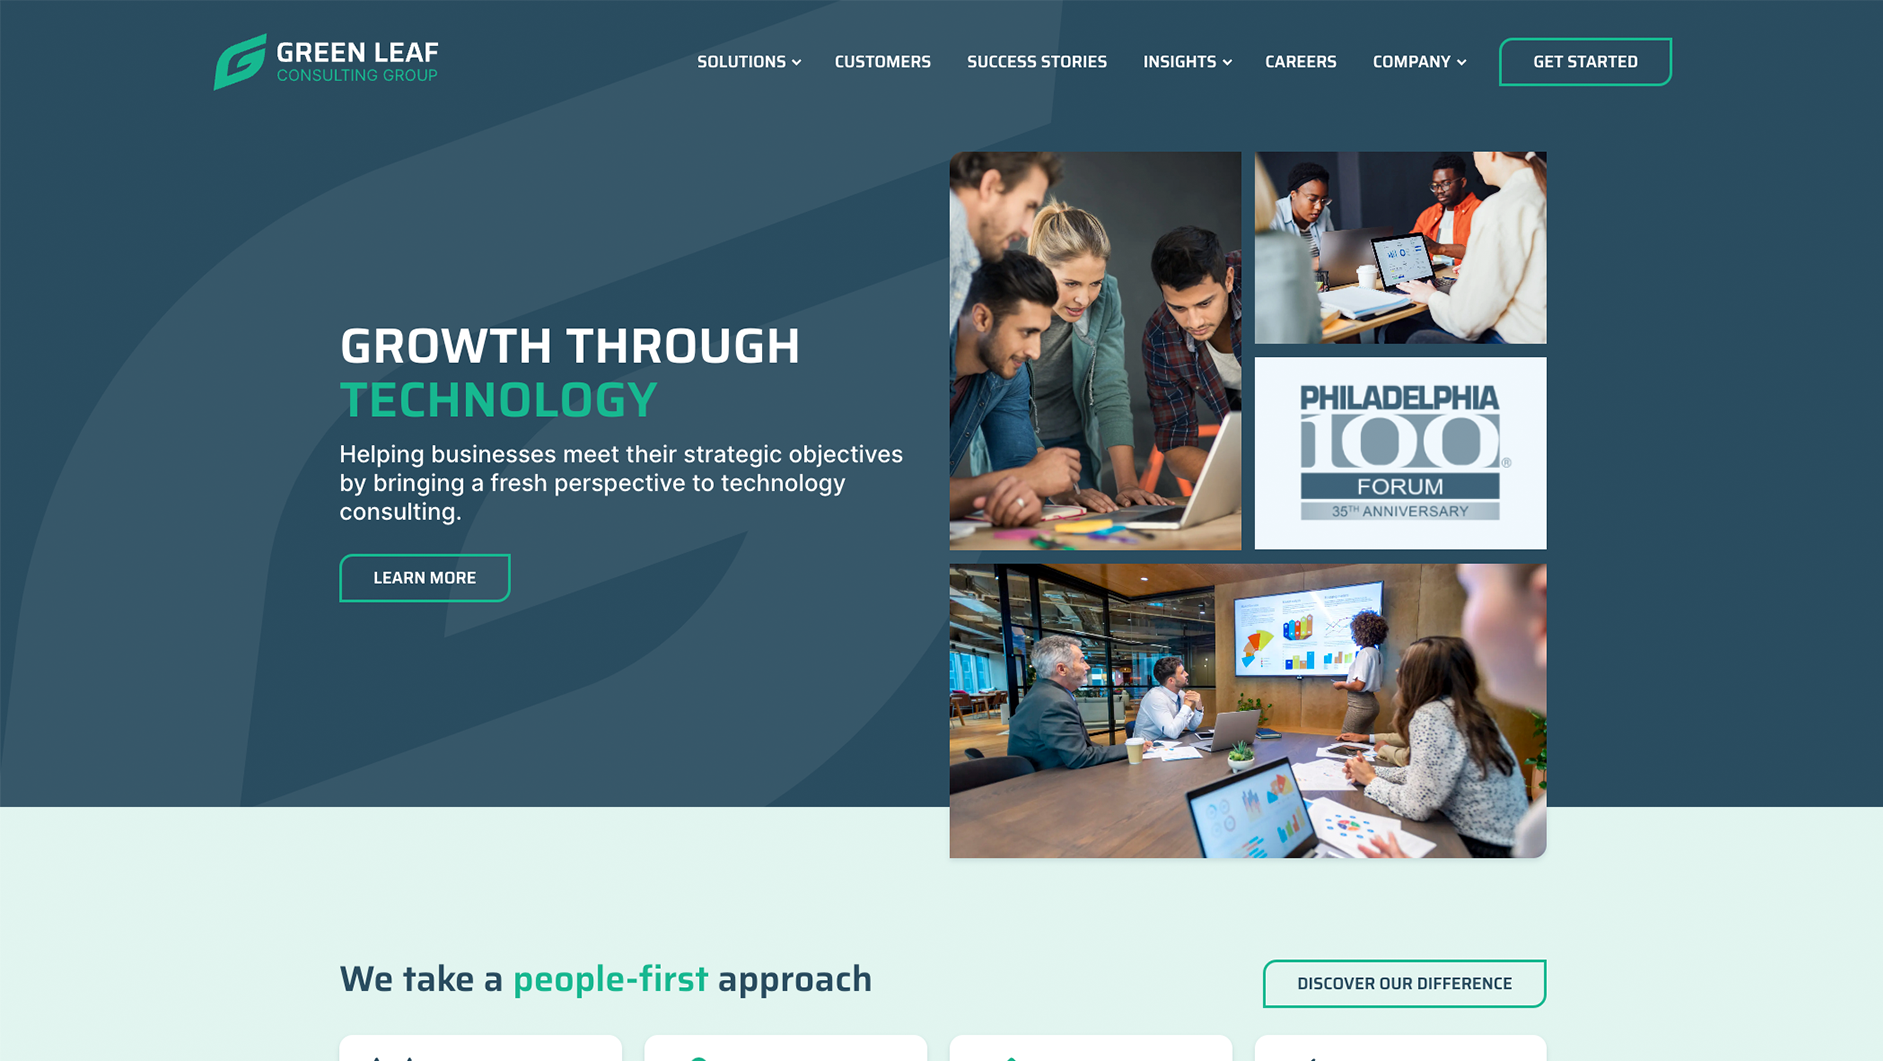 GREEN LEAF
CONSULTING GROUP
SOLUTIONS
CUSTOMERS
SUCCESS STORIES
INSIGHTS
CAREERS
COMPANY
GET STARTED
GROWTH THROUGH
TECHNOLOGY
Helping businesses meet their strategic objectives
by bringing a fresh perspective to technology
consulting.
LEARN MORE
PHILADELPHIA
100®
FORUM
35TH ANNIVERSARY
We take a people-first approach
DISCOVER OUR DIFFERENCE